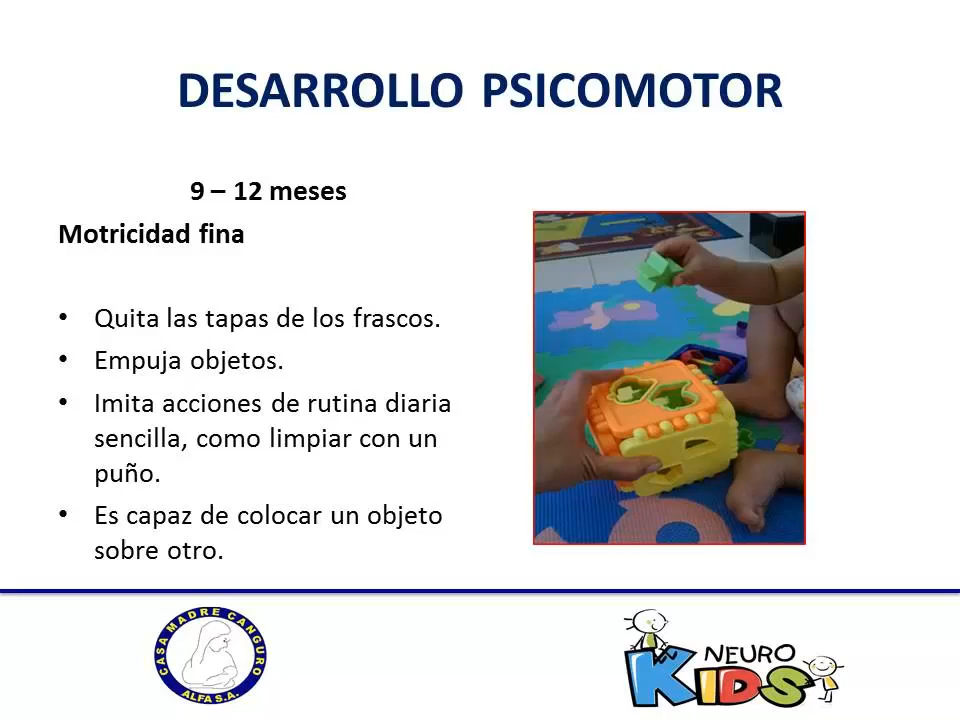 DESARROLLO PSICOMOTOR
9 – 12 meses
Motricidad fina
• Quita las tapas de los frascos.
• Empuja objetos.
• Imita acciones de rutina diaria
sencilla, como limpiar con un
puño.
• Es capaz de colocar un objeto
sobre otro.
CASA MADRE CANGURO
ALFA S.A.
NEURO
KIDS